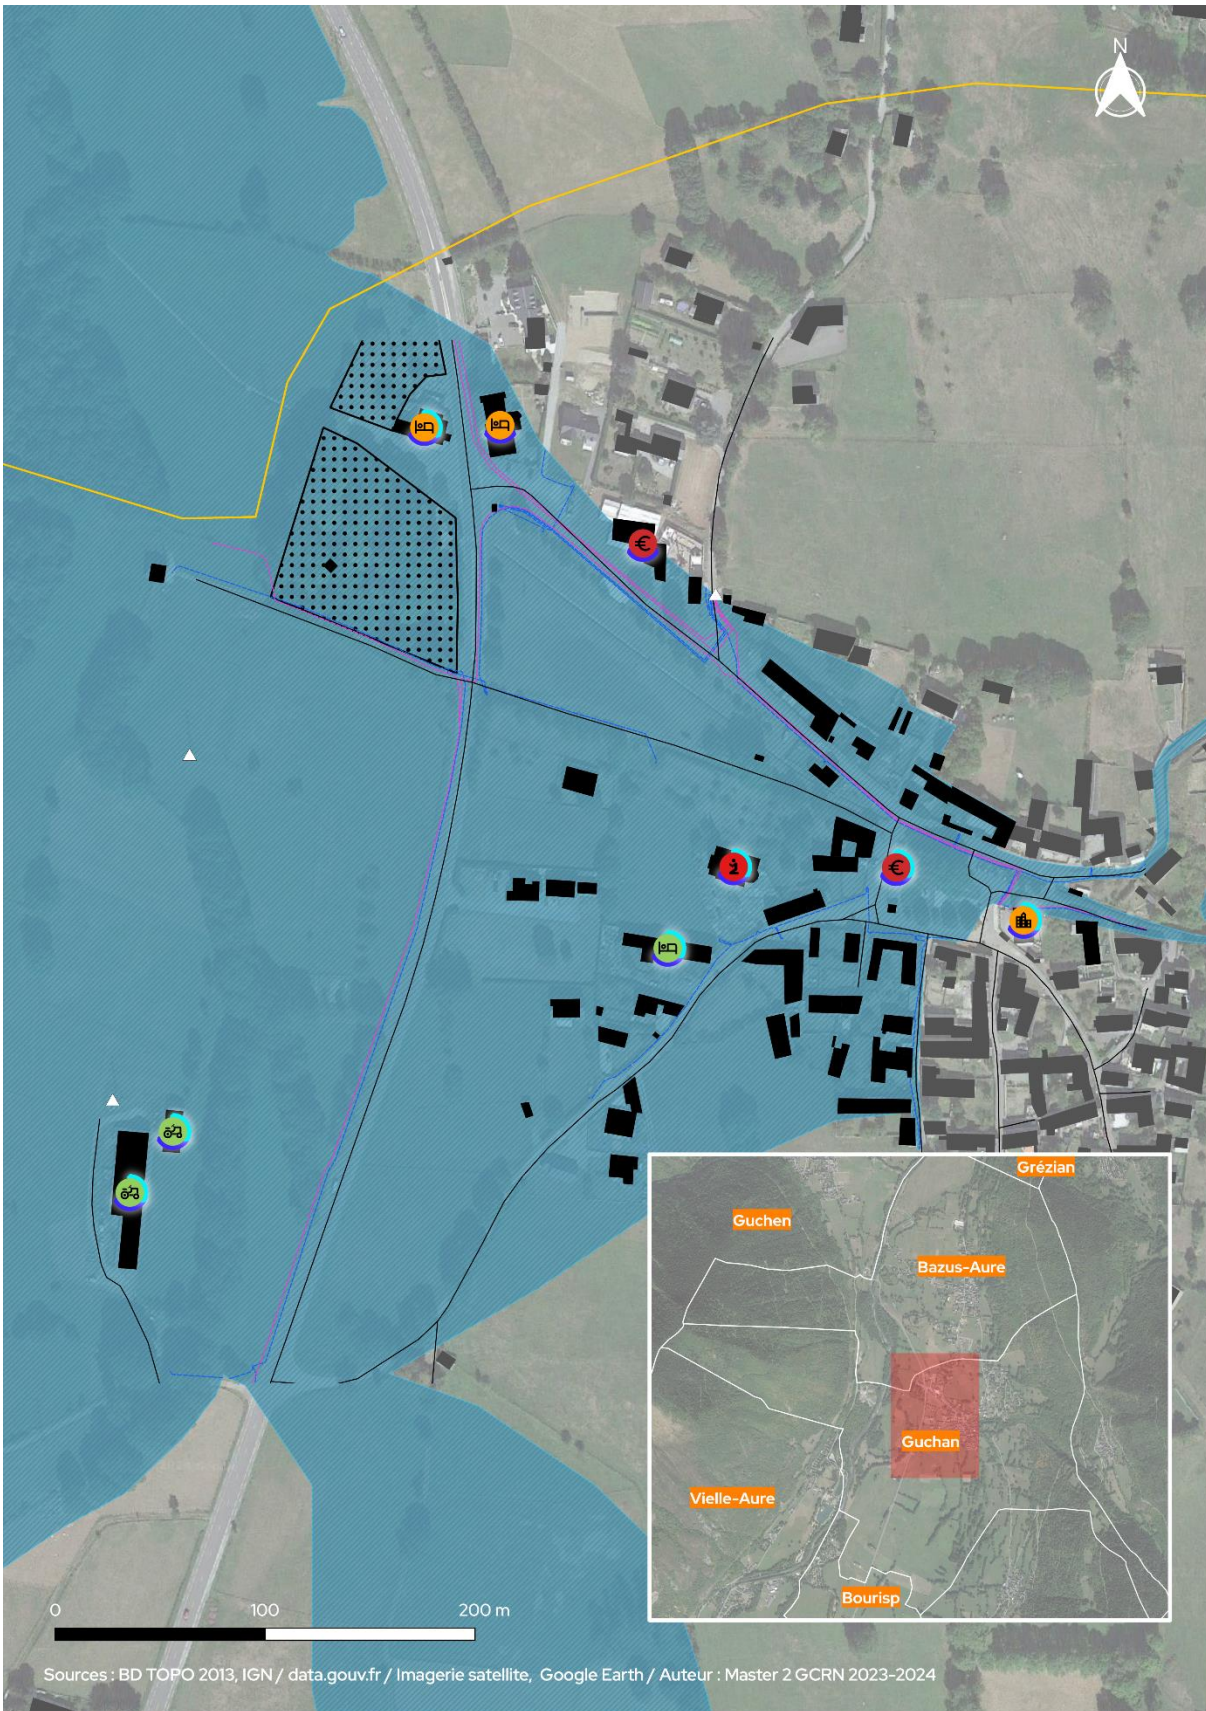 N
€
€
Grézian
Guchen
Bazus-Aure
Guchan
Vielle-Aure
Bourisp
0 100 200 m
Sources : BD TOPO 2013, IGN / data.gouv.fr / Imagerie satellite, Google Earth / Auteur : Master 2 GCRN 2023-2024